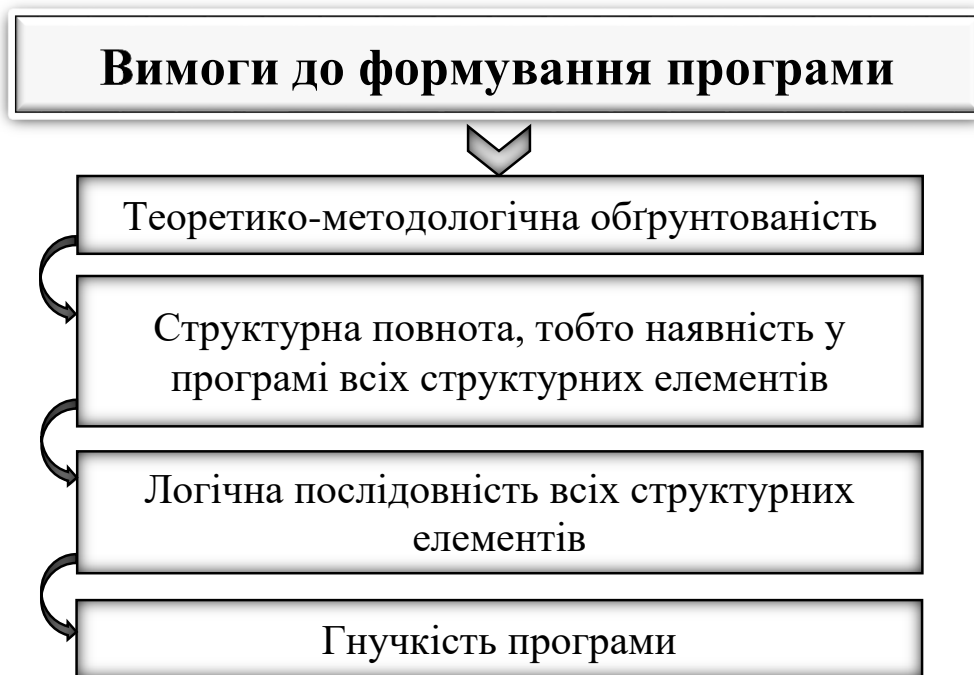 Вимоги до формування програми
Теоретико-методологічна обґрунтованість
Структурна повнота, тобто наявність у
програмі всіх структурних елементів
Логічна послідовність всіх структурних
елементів
Гнучкість програми